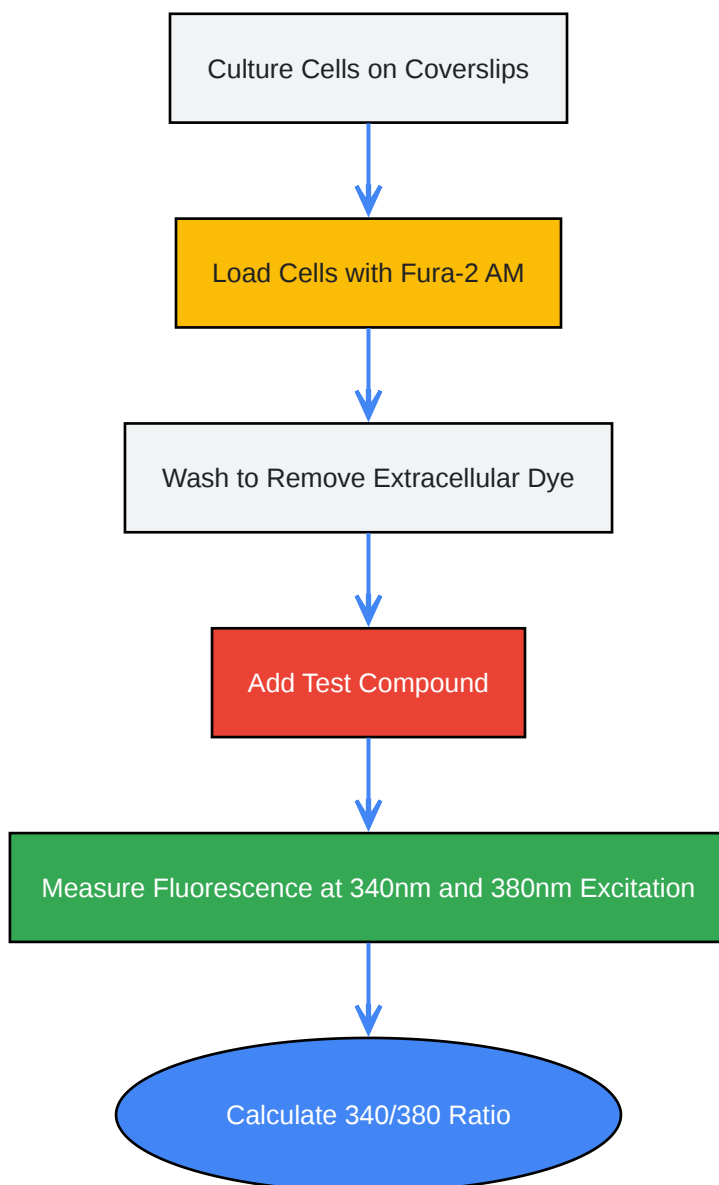 Culture Cells on Coverslips
Load Cells with Fura-2 AM
Wash to Remove Extracellular Dye
Add Test Compound
Measure Fluorescence at 340nm and 380nm Excitation
Calculate 340/380 Ratio